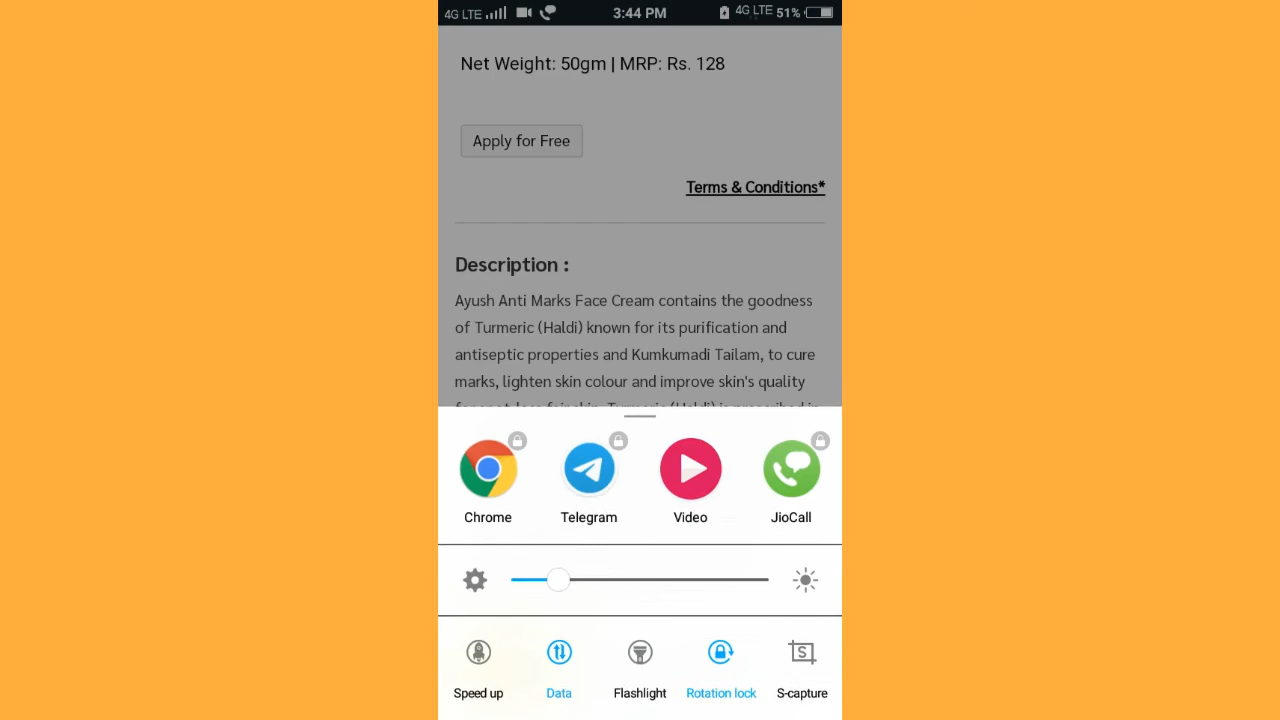 4G LTE 3:44 PM 4G LTE 51%
Net Weight: 50gm | MRP: Rs. 128
Apply for Free
Terms & Conditions*
Description :
Ayush Anti Marks Face Cream contains the goodness
of Turmeric (Haldi) known for its purification and
antiseptic properties and Kumkumadi Tailam, to cure
marks, lighten skin colour and improve skin's quality
Chrome Telegram Video JioCall
Speed up Data Flashlight Rotation lock S-capture